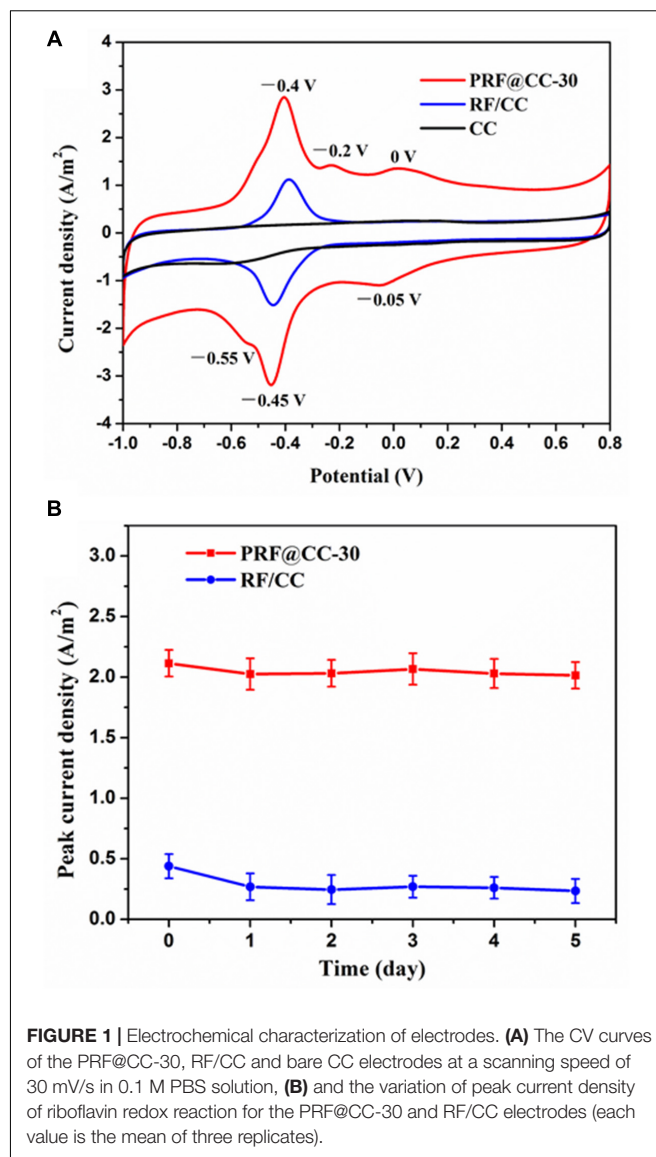 A
4
3
2
1
0
-1
-2
-3
-4
Current density (A/m²)
−0.4 V
−0.2 V
0 V
−0.05 V
−0.55 V
−0.45 V
PRF@CC-30
RF/CC
CC
-1.0 -0.8 -0.6 -0.4 -0.2 0.0 0.2 0.4 0.6 0.8
Potential (V)
B
3.0
2.5
2.0
1.5
1.0
0.5
0.0
Peak current density (A/m²)
PRF@CC-30
RF/CC
0 1 2 3 4 5
Time (day)
FIGURE 1 | Electrochemical characterization of electrodes. (A) The CV curves
of the PRF@CC-30, RF/CC and bare CC electrodes at a scanning speed of
30 mV/s in 0.1 M PBS solution, (B) and the variation of peak current density
of riboflavin redox reaction for the PRF@CC-30 and RF/CC electrodes (each
value is the mean of three replicates).